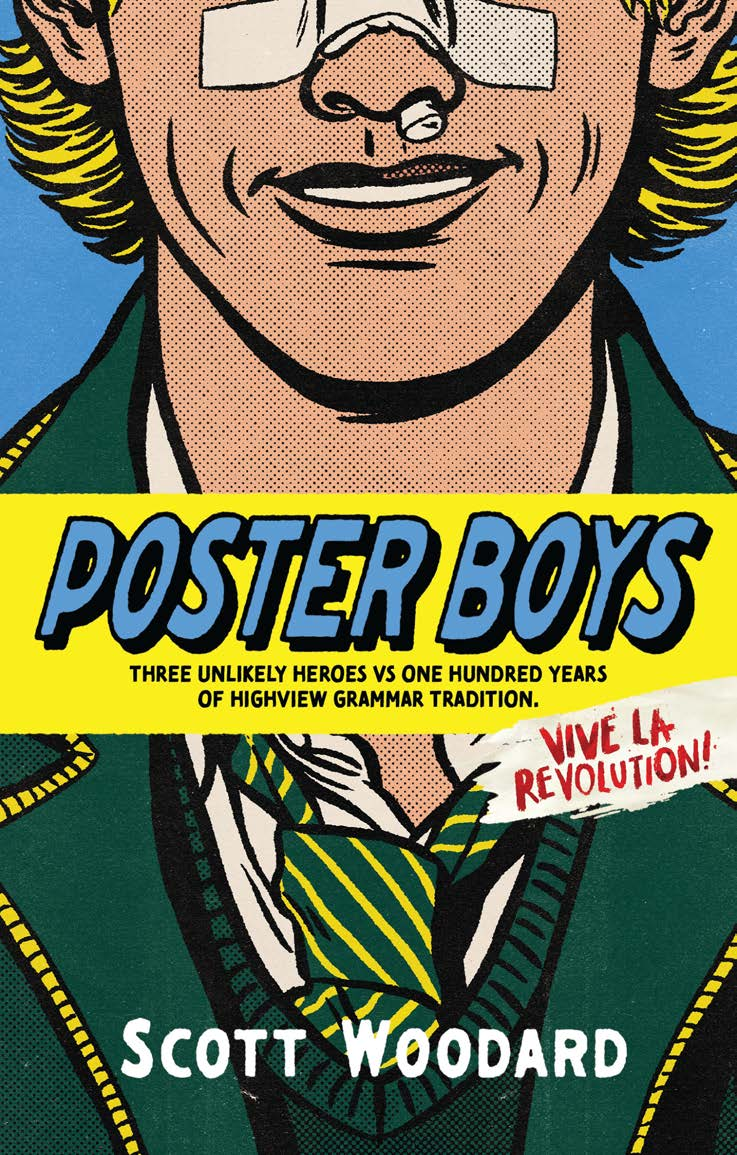 POSTER BOYS
THREE UNLIKELY HEROES VS ONE HUNDRED YEARS
OF HIGHVIEW GRAMMAR TRADITION.
VIVE LA
REVOLUTION!
SCOTT WOODARD